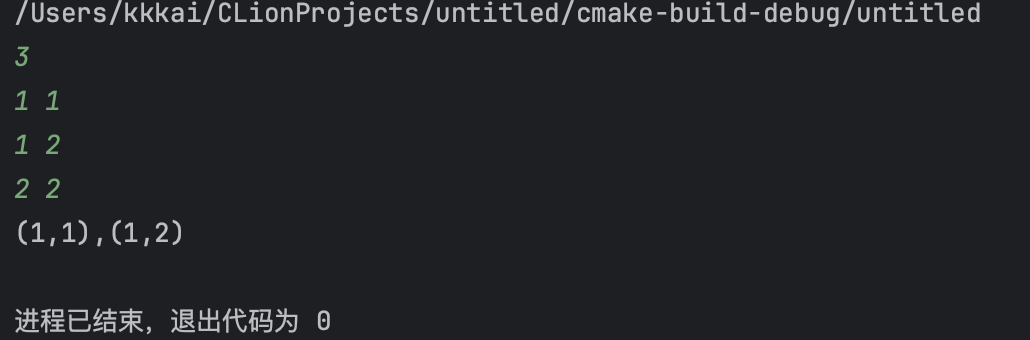 /Users/kkkai/CLionProjects/untitled/cmake-build-debug/untitled
3
1 1
1 2
2 2
(1,1),(1,2)
进程已结束，退出代码为 0